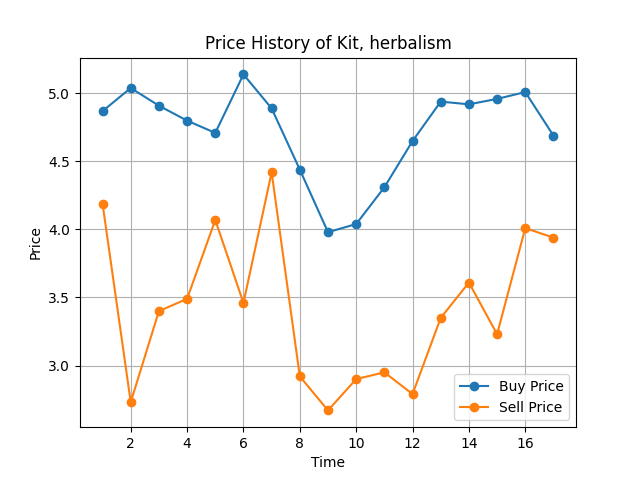 Price History of Kit, herbalism
Price
5.0
4.5
4.0
3.5
3.0
Buy Price
Sell Price
2 4 6 8 10 12 14 16
Time